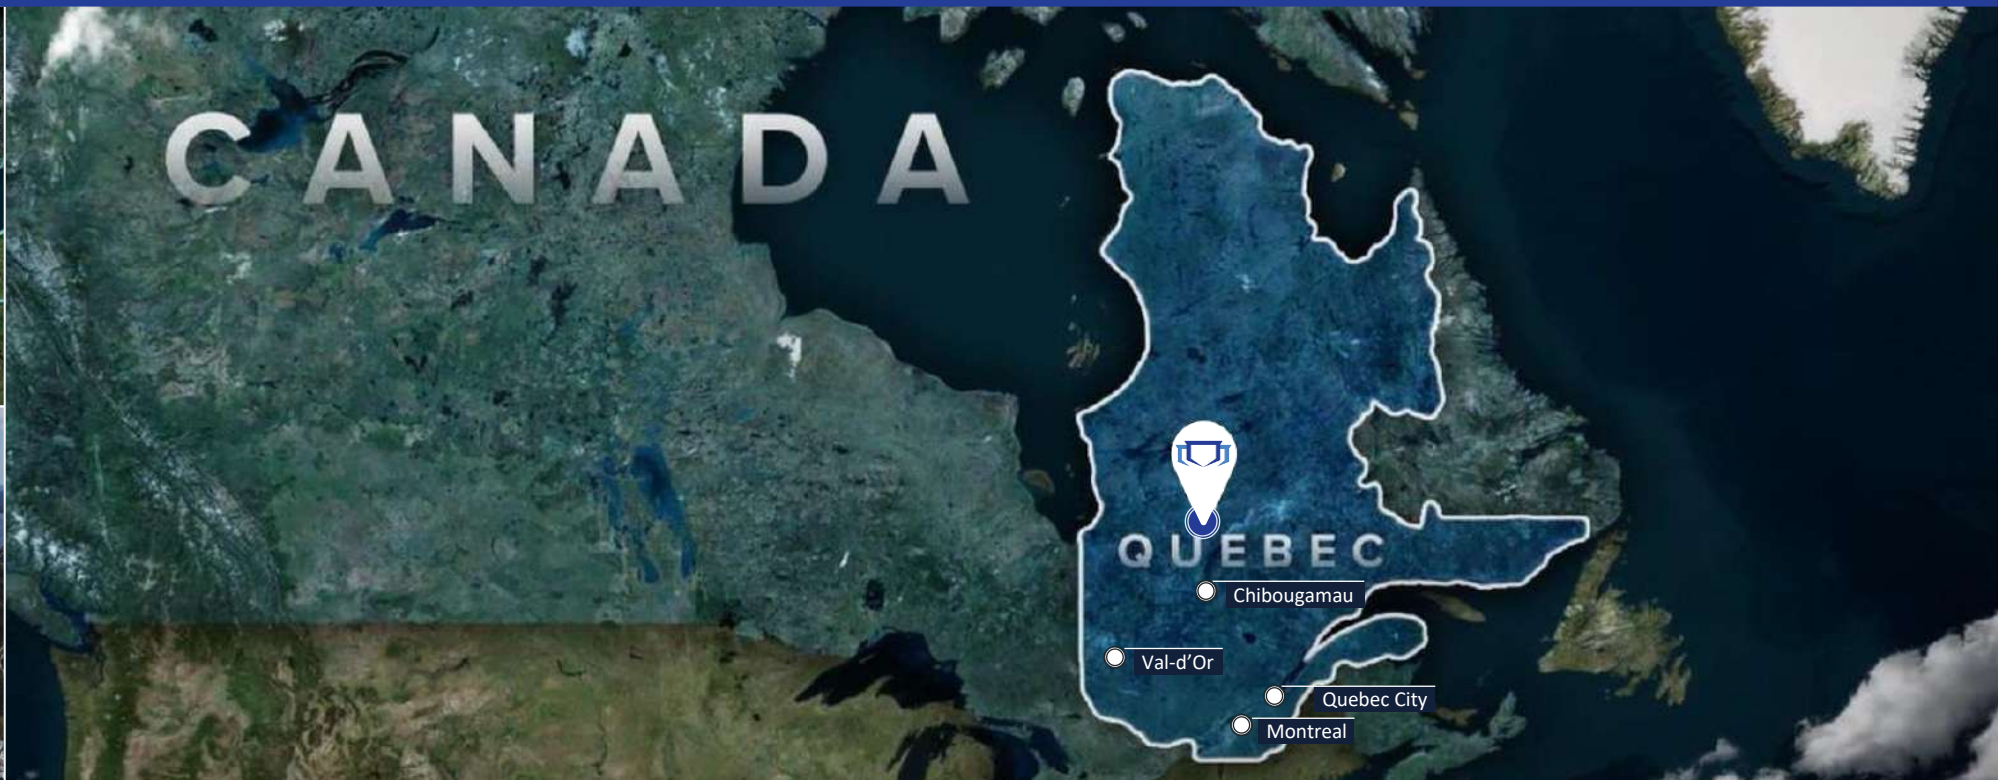 CANADA
QUEBEC
Chibougamau
Val-d’Or
Quebec City
Montreal